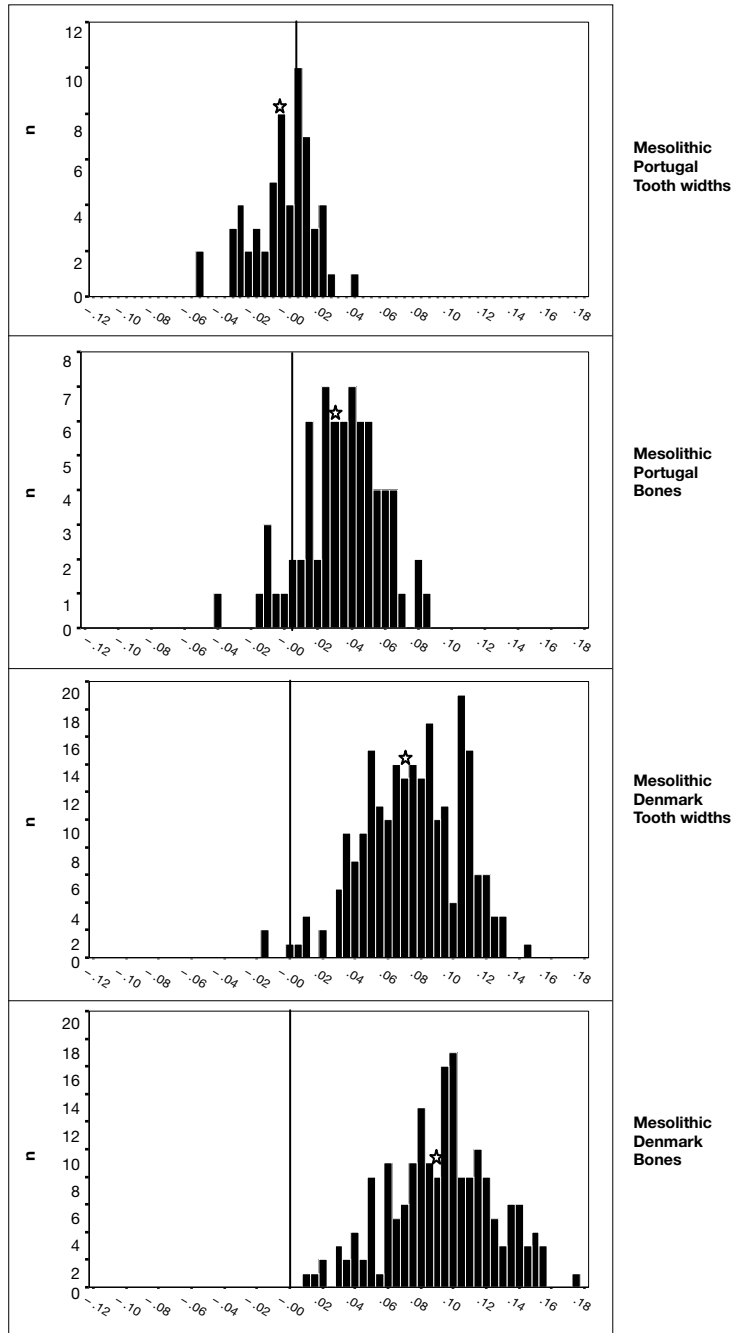 12
10
8
6
4
2
0
n
–.12 –.10 –.08 –.06 –.04 –.02 –.00 .02 .04 .06 .08 .10 .12 .14 .16 .18
Mesolithic
Portugal
Tooth widths
8
7
6
5
4
3
2
1
0
n
–.12 –.10 –.08 –.06 –.04 –.02 –.00 .02 .04 .06 .08 .10 .12 .14 .16 .18
Mesolithic
Portugal
Bones
20
18
16
14
12
10
8
6
4
2
0
n
–.12 –.10 –.08 –.06 –.04 –.02 –.00 .02 .04 .06 .08 .10 .12 .14 .16 .18
Mesolithic
Denmark
Tooth widths
20
18
16
14
12
10
8
6
4
2
0
n
–.12 –.10 –.08 –.06 –.04 –.02 –.00 .02 .04 .06 .08 .10 .12 .14 .16 .18
Mesolithic
Denmark
Bones